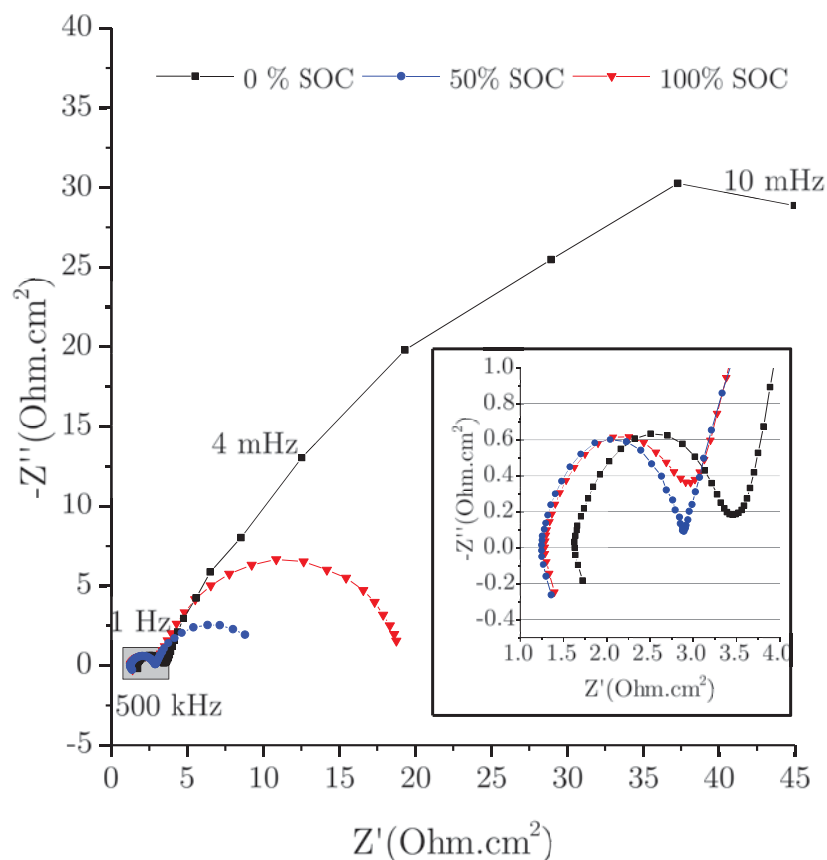 40
35
30
25
20
15
10
5
0
-5
-Z''(Ohm.cm²)
0 % SOC 50% SOC 100% SOC
10 mHz
4 mHz
1 Hz
500 kHz
0 5 10 15 20 25 30 35 40 45
Z'(Ohm.cm²)
1.0
0.8
0.6
0.4
0.2
0.0
-0.2
-0.4
-Z''(Ohm.cm²)
1.0 1.5 2.0 2.5 3.0 3.5 4.0
Z'(Ohm.cm²)